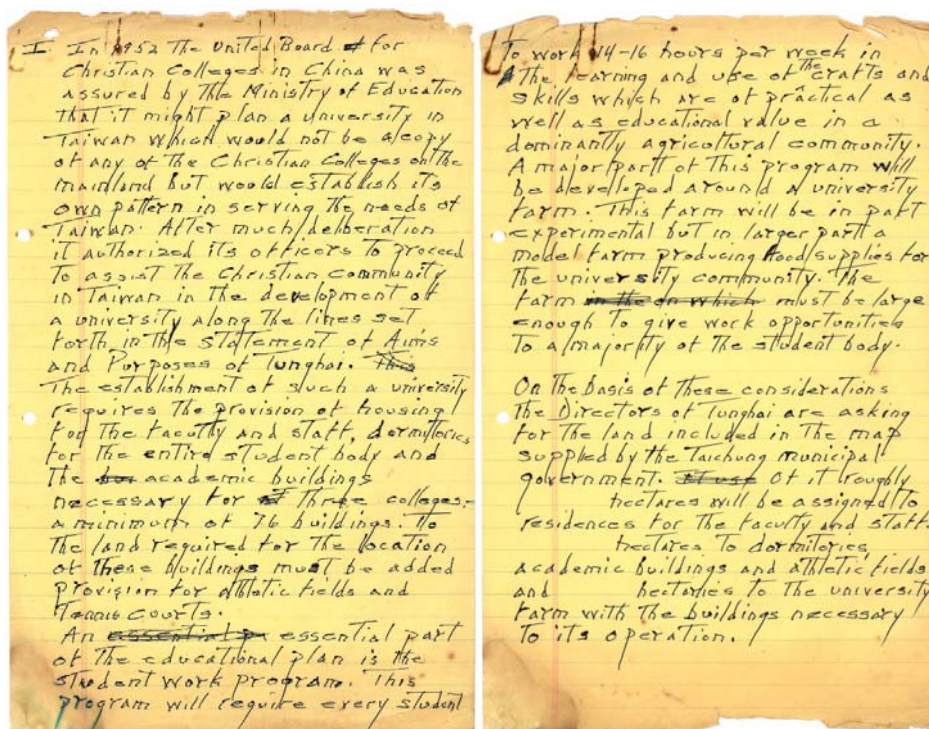 I. In 1952 The United Board for
Christian Colleges in China was
assured by the Ministry of Education
that it might plan a university in
Taiwan which would not be a copy
of any of the Christian Colleges on the
mainland but would establish its
own pattern in serving the needs of
Taiwan. After much deliberation
it authorized its officers to proceed
to assist the Christian community
in Taiwan in the development of
a university along the lines set
forth in the statement of Aims
and Purposes of Tunghai. This
The establishment of such a university
requires the provision of housing
for the faculty and staff, dormitories
for the entire student body and
the academic buildings
necessary for three colleges -
a minimum of 76 buildings. To
the land required for the location
of these buildings must be added
provision for athletic fields and
Tennis courts.
An essential essential part
of the educational plan is the
student work program. This
program will require every student
To work 14-16 hours per week in
the learning and use of the crafts and
skills which are of practical as
well as educational value in a
dominantly agricultural community.
A major part of this program will
be developed around a university
farm. This farm will be in part
experimental but in larger part a
model farm producing food supplies for
the university community. The
farm in the on which must be large
enough to give work opportunities
to a majority of the student body.
On the basis of these considerations
the Directors of Tunghai are asking
for the land included in the map
supplied by the Taichung municipal
government. Of it roughly
hectares will be assigned to
residences for the faculty and staff.
hectares to dormitories,
academic buildings and athletic fields
and hectares to the university
farm with the buildings necessary
to its operation.